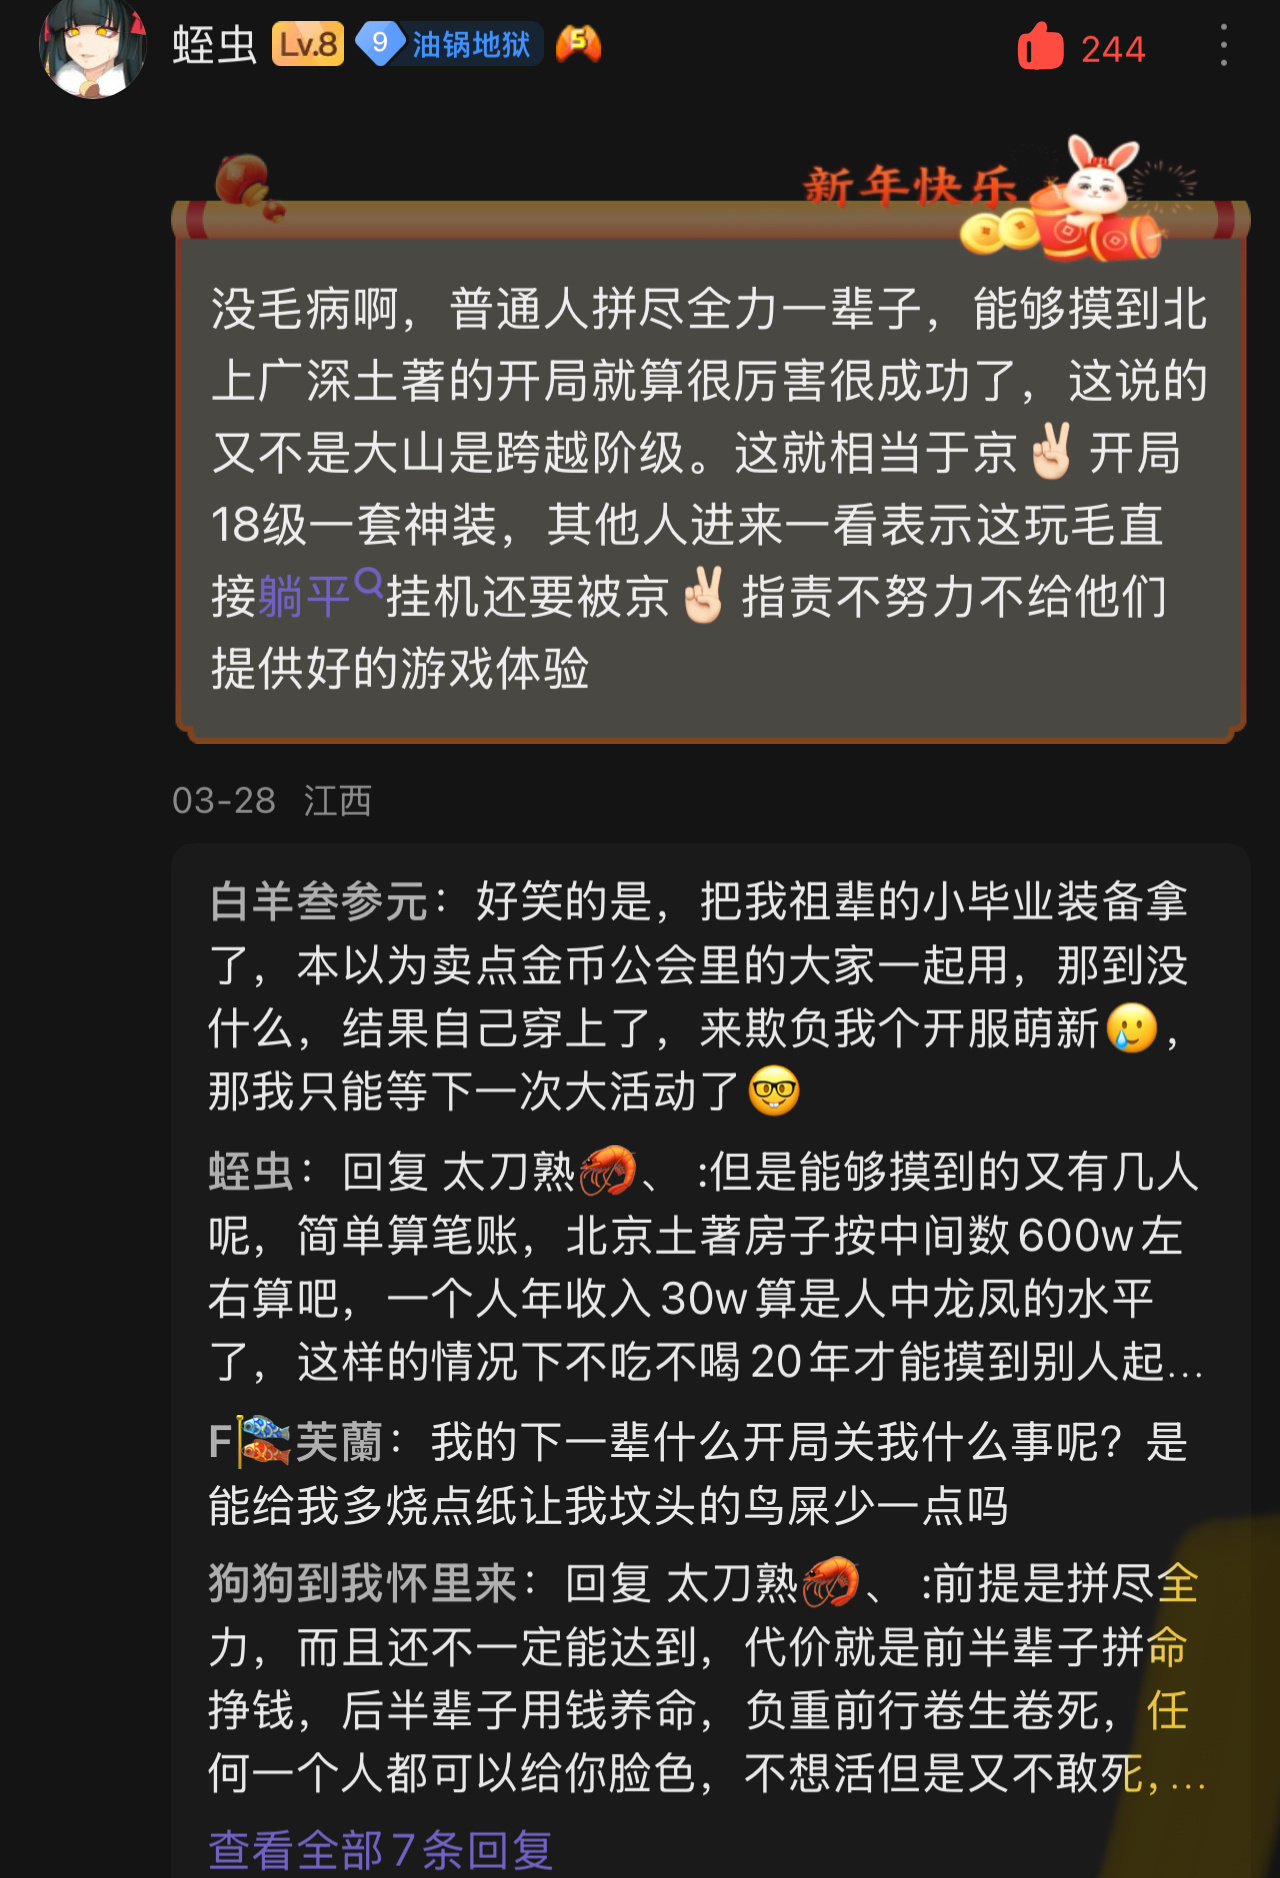 蛭虫 Lv.8 9 油锅地狱 5 244
新年快乐
没毛病啊，普通人拼尽全力一辈子，能够摸到北
上广深土著的开局就算很厉害很成功了，这说的
又不是大山是跨越阶级。这就相当于京✌🏻开局
18级一套神装，其他人进来一看表示这玩毛直
接躺平挂机还要被京✌🏻指责不努力不给他们
提供好的游戏体验
03-28 江西
白羊叁参元：好笑的是，把我祖辈的小毕业装备拿
了，本以为卖点金币公会里的大家一起用，那到没
什么，结果自己穿上了，来欺负我个开服萌新🥲，
那我只能等下一次大活动了🤓
蛭虫：回复 太刀熟🦐、 :但是能够摸到的又有几人
呢，简单算笔账，北京土著房子按中间数600w左
右算吧，一个人年收入30w算是人中龙凤的水平
了，这样的情况下不吃不喝20年才能摸到别人起...
F🎏芙蘭：我的下一辈什么开局关我什么事呢？是
能给我多烧点纸让我坟头的鸟屎少一点吗
狗狗到我怀里来：回复 太刀熟🦐、 :前提是拼尽全
力，而且还不一定能达到，代价就是前半辈子拼命
挣钱，后半辈子用钱养命，负重前行卷生卷死，任
何一个人都可以给你脸色，不想活但是又不敢死，...
查看全部7条回复